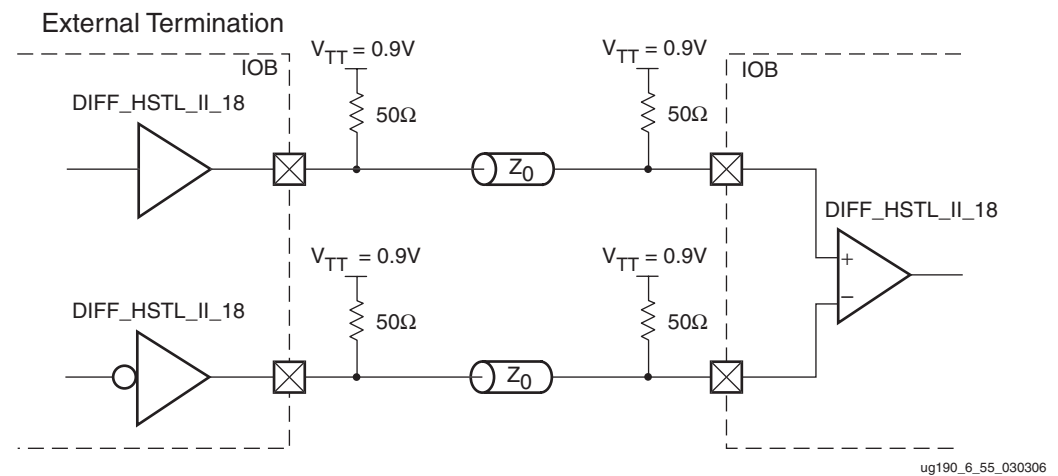 External Termination
IOB
V_TT = 0.9V
V_TT = 0.9V
IOB
DIFF_HSTL_II_18
50Ω
50Ω
Z_0
DIFF_HSTL_II_18
+
−
V_TT = 0.9V
V_TT = 0.9V
DIFF_HSTL_II_18
50Ω
50Ω
Z_0
ug190_6_55_030306